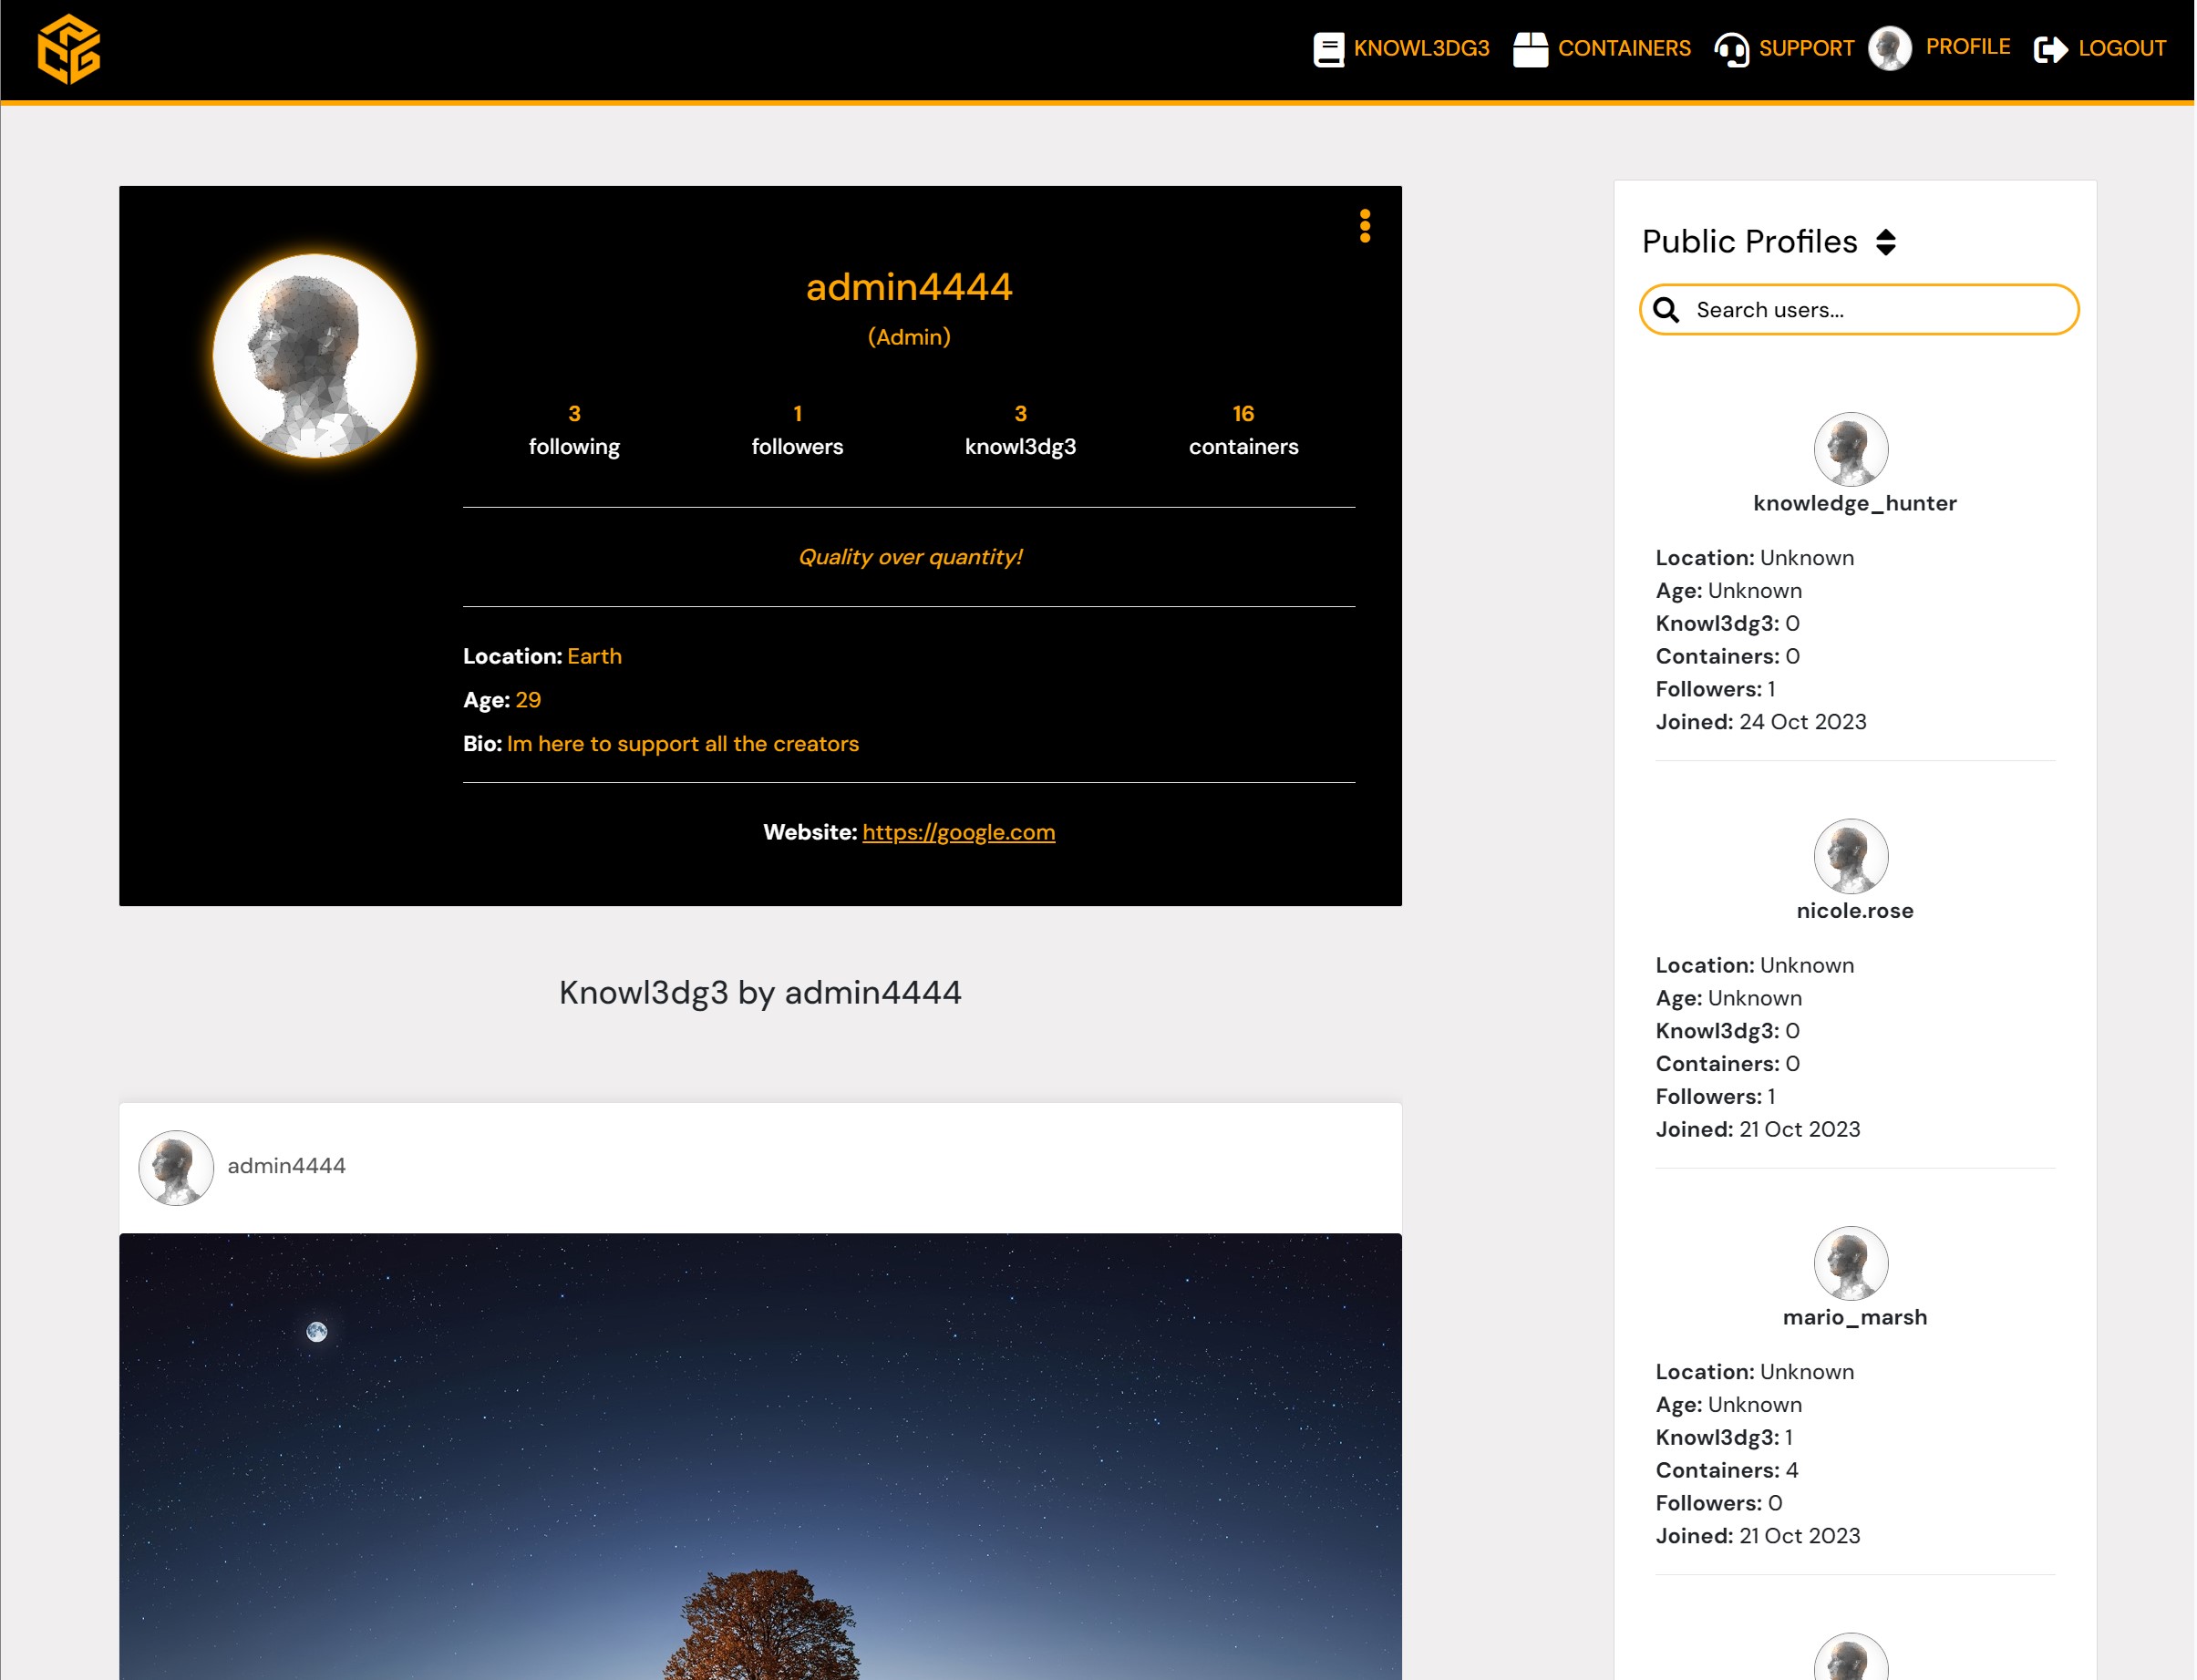 KNOWL3DG3 CONTAINERS SUPPORT PROFILE LOGOUT
admin4444
(Admin)
3 1 3 16
following followers knowl3dg3 containers
Quality over quantity!
Location: Earth
Age: 29
Bio: Im here to support all the creators
Website: https://google.com
Knowl3dg3 by admin4444
admin4444
Public Profiles
Search users...
knowledge_hunter
Location: Unknown
Age: Unknown
Knowl3dg3: 0
Containers: 0
Followers: 1
Joined: 24 Oct 2023
nicole.rose
Location: Unknown
Age: Unknown
Knowl3dg3: 0
Containers: 0
Followers: 1
Joined: 21 Oct 2023
mario_marsh
Location: Unknown
Age: Unknown
Knowl3dg3: 1
Containers: 4
Followers: 0
Joined: 21 Oct 2023